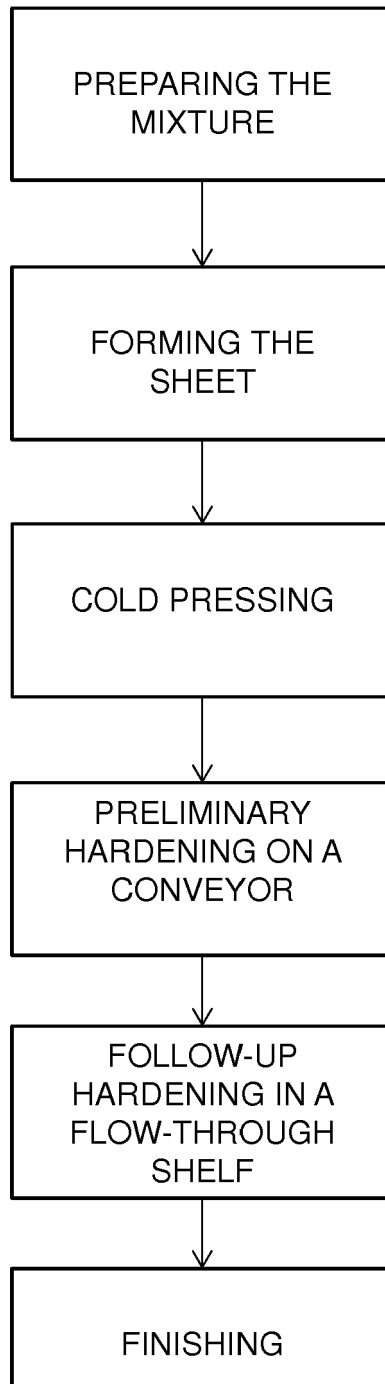 PREPARING THE
MIXTURE
FORMING THE
SHEET
COLD PRESSING
PRELIMINARY
HARDENING ON A
CONVEYOR
FOLLOW-UP
HARDENING IN A
FLOW-THROUGH
SHELF
FINISHING